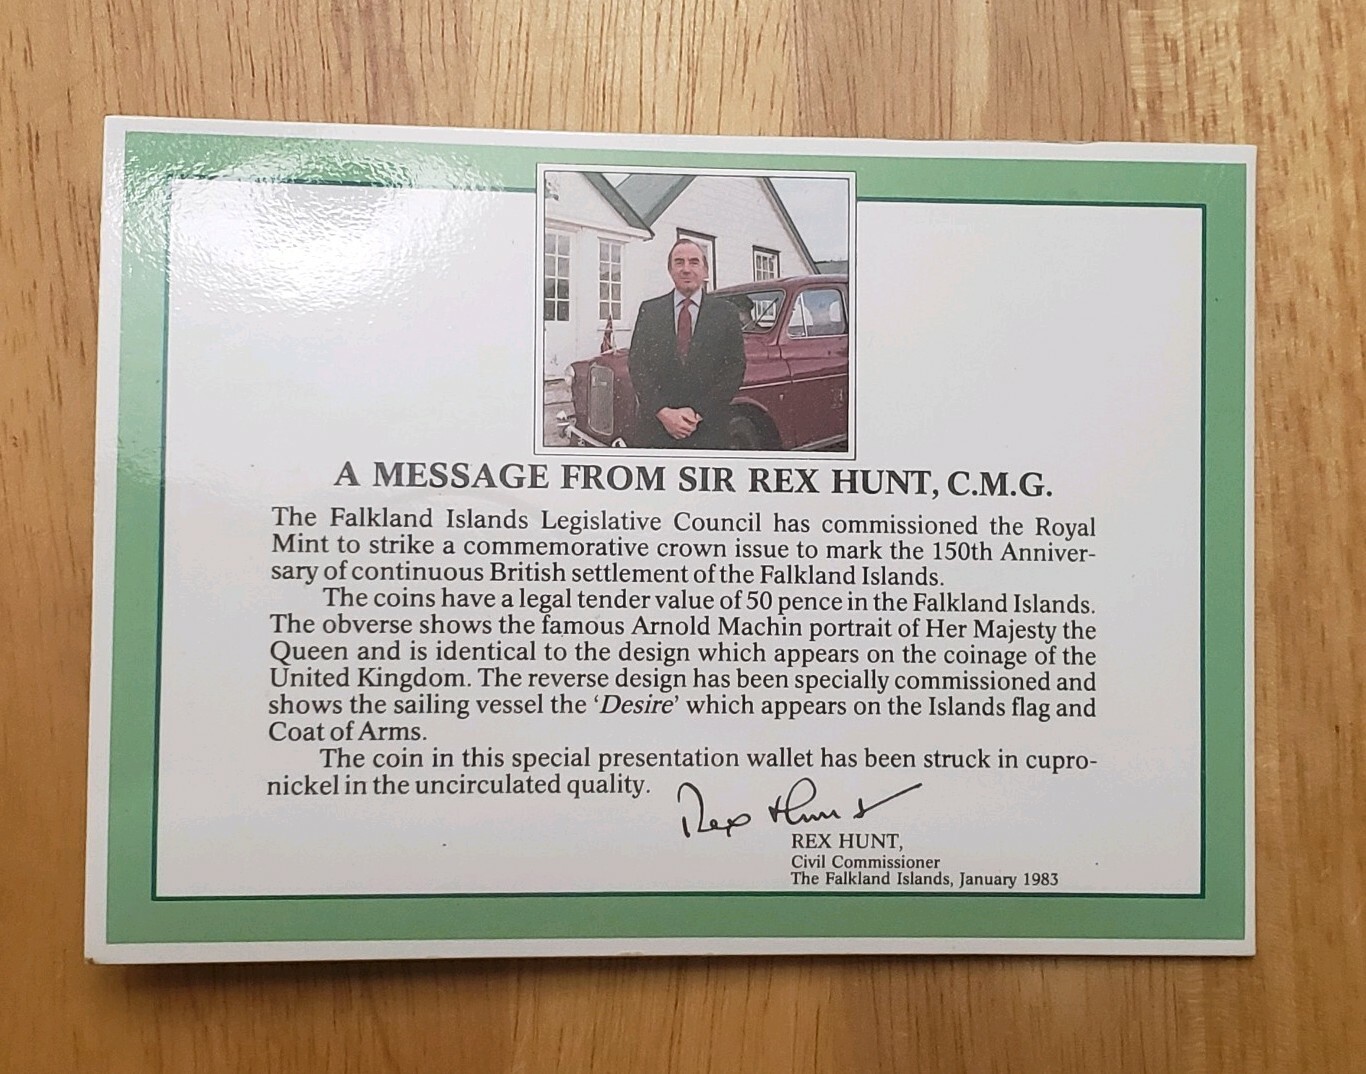 A MESSAGE FROM SIR REX HUNT, C.M.G.
The Falkland Islands Legislative Council has commissioned the Royal
Mint to strike a commemorative crown issue to mark the 150th Anniver-
sary of continuous British settlement of the Falkland Islands.
The coins have a legal tender value of 50 pence in the Falkland Islands.
The obverse shows the famous Arnold Machin portrait of Her Majesty the
Queen and is identical to the design which appears on the coinage of the
United Kingdom. The reverse design has been specially commissioned and
shows the sailing vessel the ‘Desire’ which appears on the Islands flag and
Coat of Arms.
The coin in this special presentation wallet has been struck in cupro-
nickel in the uncirculated quality.
Rex Hunt
REX HUNT,
Civil Commissioner
The Falkland Islands, January 1983